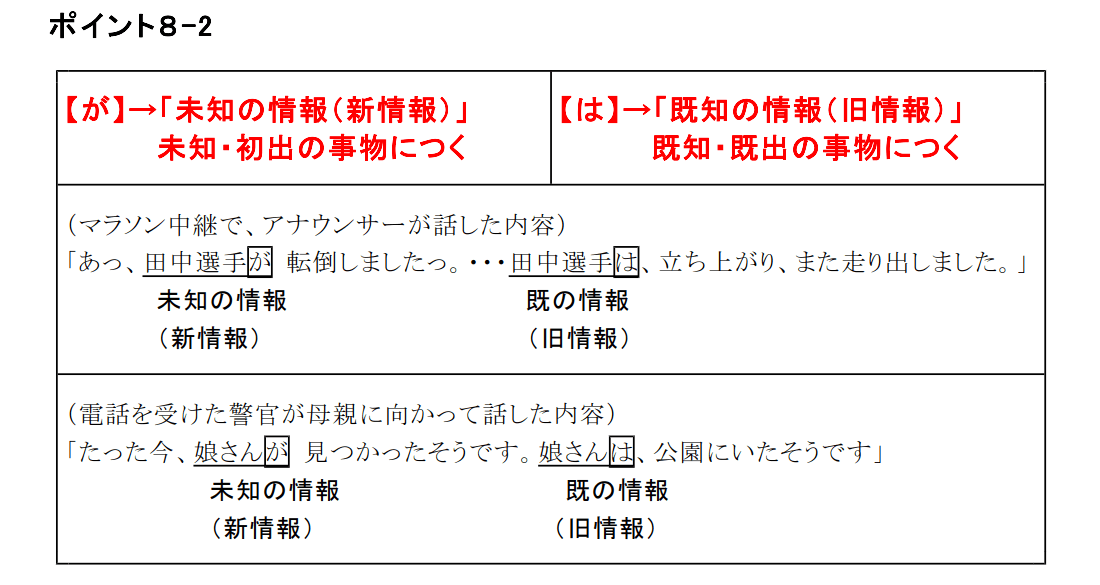 ポイント8-2
【が】→「未知の情報(新情報)」
未知・初出の事物につく
【は】→「既知の情報(旧情報)」
既知・既出の事物につく
(マラソン中継で、アナウンサーが話した内容)
「あっ、田中選手が 転倒しましたっ。・・・田中選手は、立ち上がり、また走り出しました。」
未知の情報 既の情報
(新情報) (旧情報)
(電話を受けた警官が母親に向かって話した内容)
「たった今、娘さんが 見つかったそうです。娘さんは、公園にいたそうです」
未知の情報 既の情報
(新情報) (旧情報)